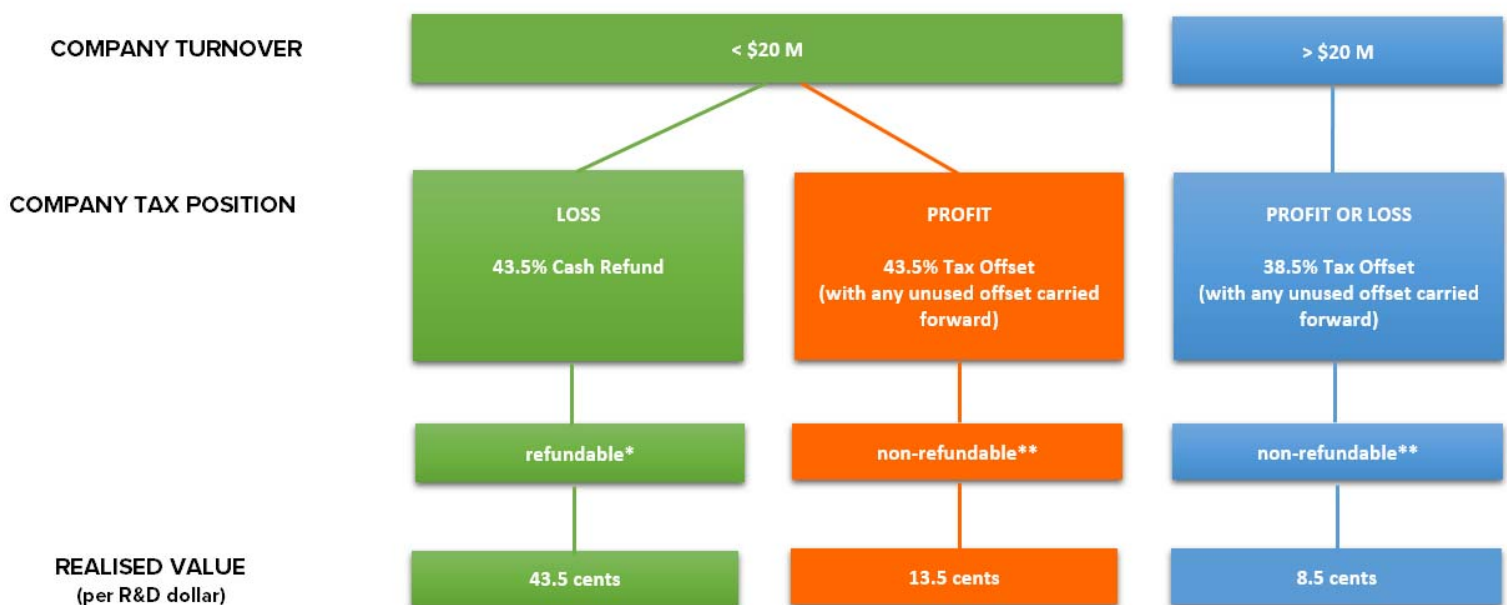 COMPANY TURNOVER
< $20 M
> $20 M
COMPANY TAX POSITION
LOSS
43.5% Cash Refund
PROFIT
43.5% Tax Offset
(with any unused offset carried
forward)
PROFIT OR LOSS
38.5% Tax Offset
(with any unused offset carried
forward)
refundable*
non-refundable**
non-refundable**
REALISED VALUE
(per R&D dollar)
43.5 cents
13.5 cents
8.5 cents